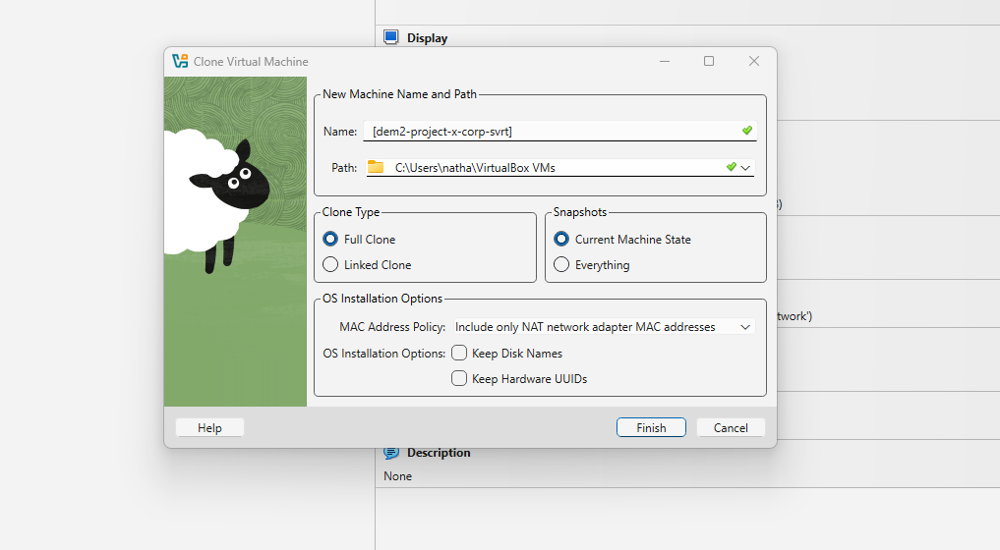 Display
Clone Virtual Machine
New Machine Name and Path
Name: [dem2-project-x-corp-svrt]
Path: C:\Users\natha\VirtualBox VMs
Clone Type
Full Clone
Linked Clone
Snapshots
Current Machine State
Everything
OS Installation Options
MAC Address Policy: Include only NAT network adapter MAC addresses
OS Installation Options: Keep Disk Names
Keep Hardware UUIDs
Help Finish Cancel
twork')
Description
None